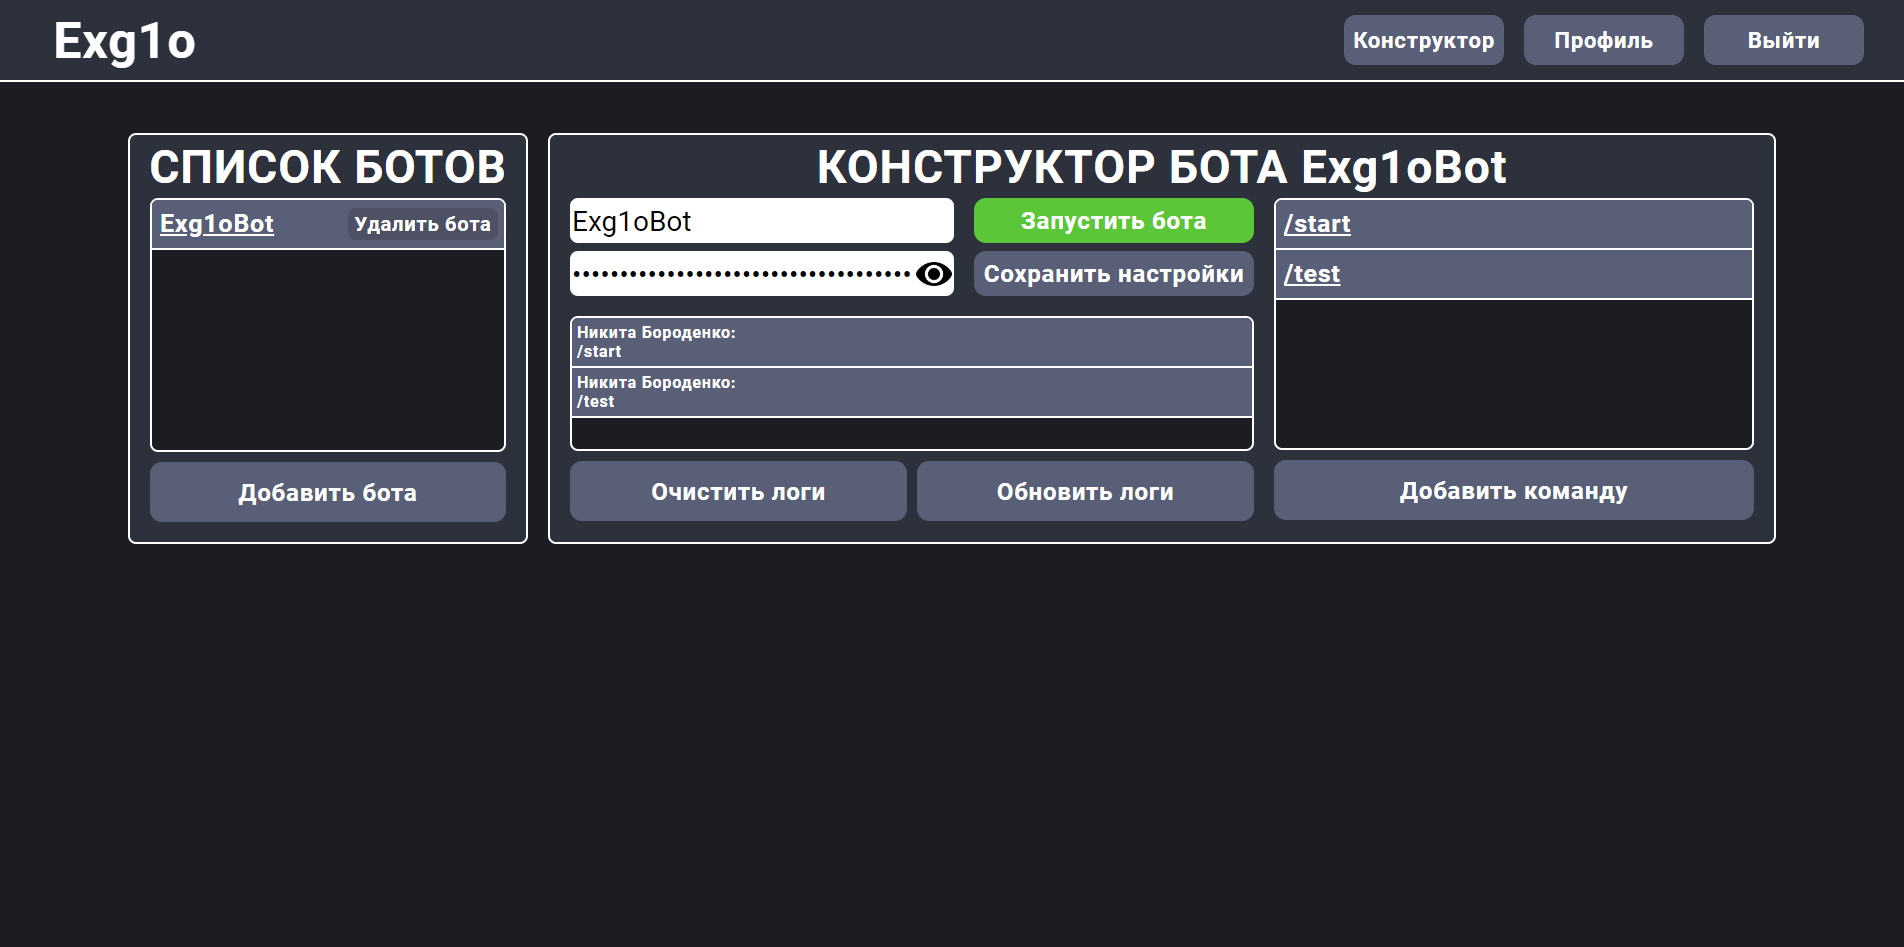 Exg1o
Конструктор
Профиль
Выйти
СПИСОК БОТОВ
Exg1oBot
Удалить бота
Добавить бота
КОНСТРУКТОР БОТА Exg1oBot
Exg1oBot
Запустить бота
Сохранить настройки
Никита Бороденко:
/start
Никита Бороденко:
/test
Очистить логи
Обновить логи
/start
/test
Добавить команду